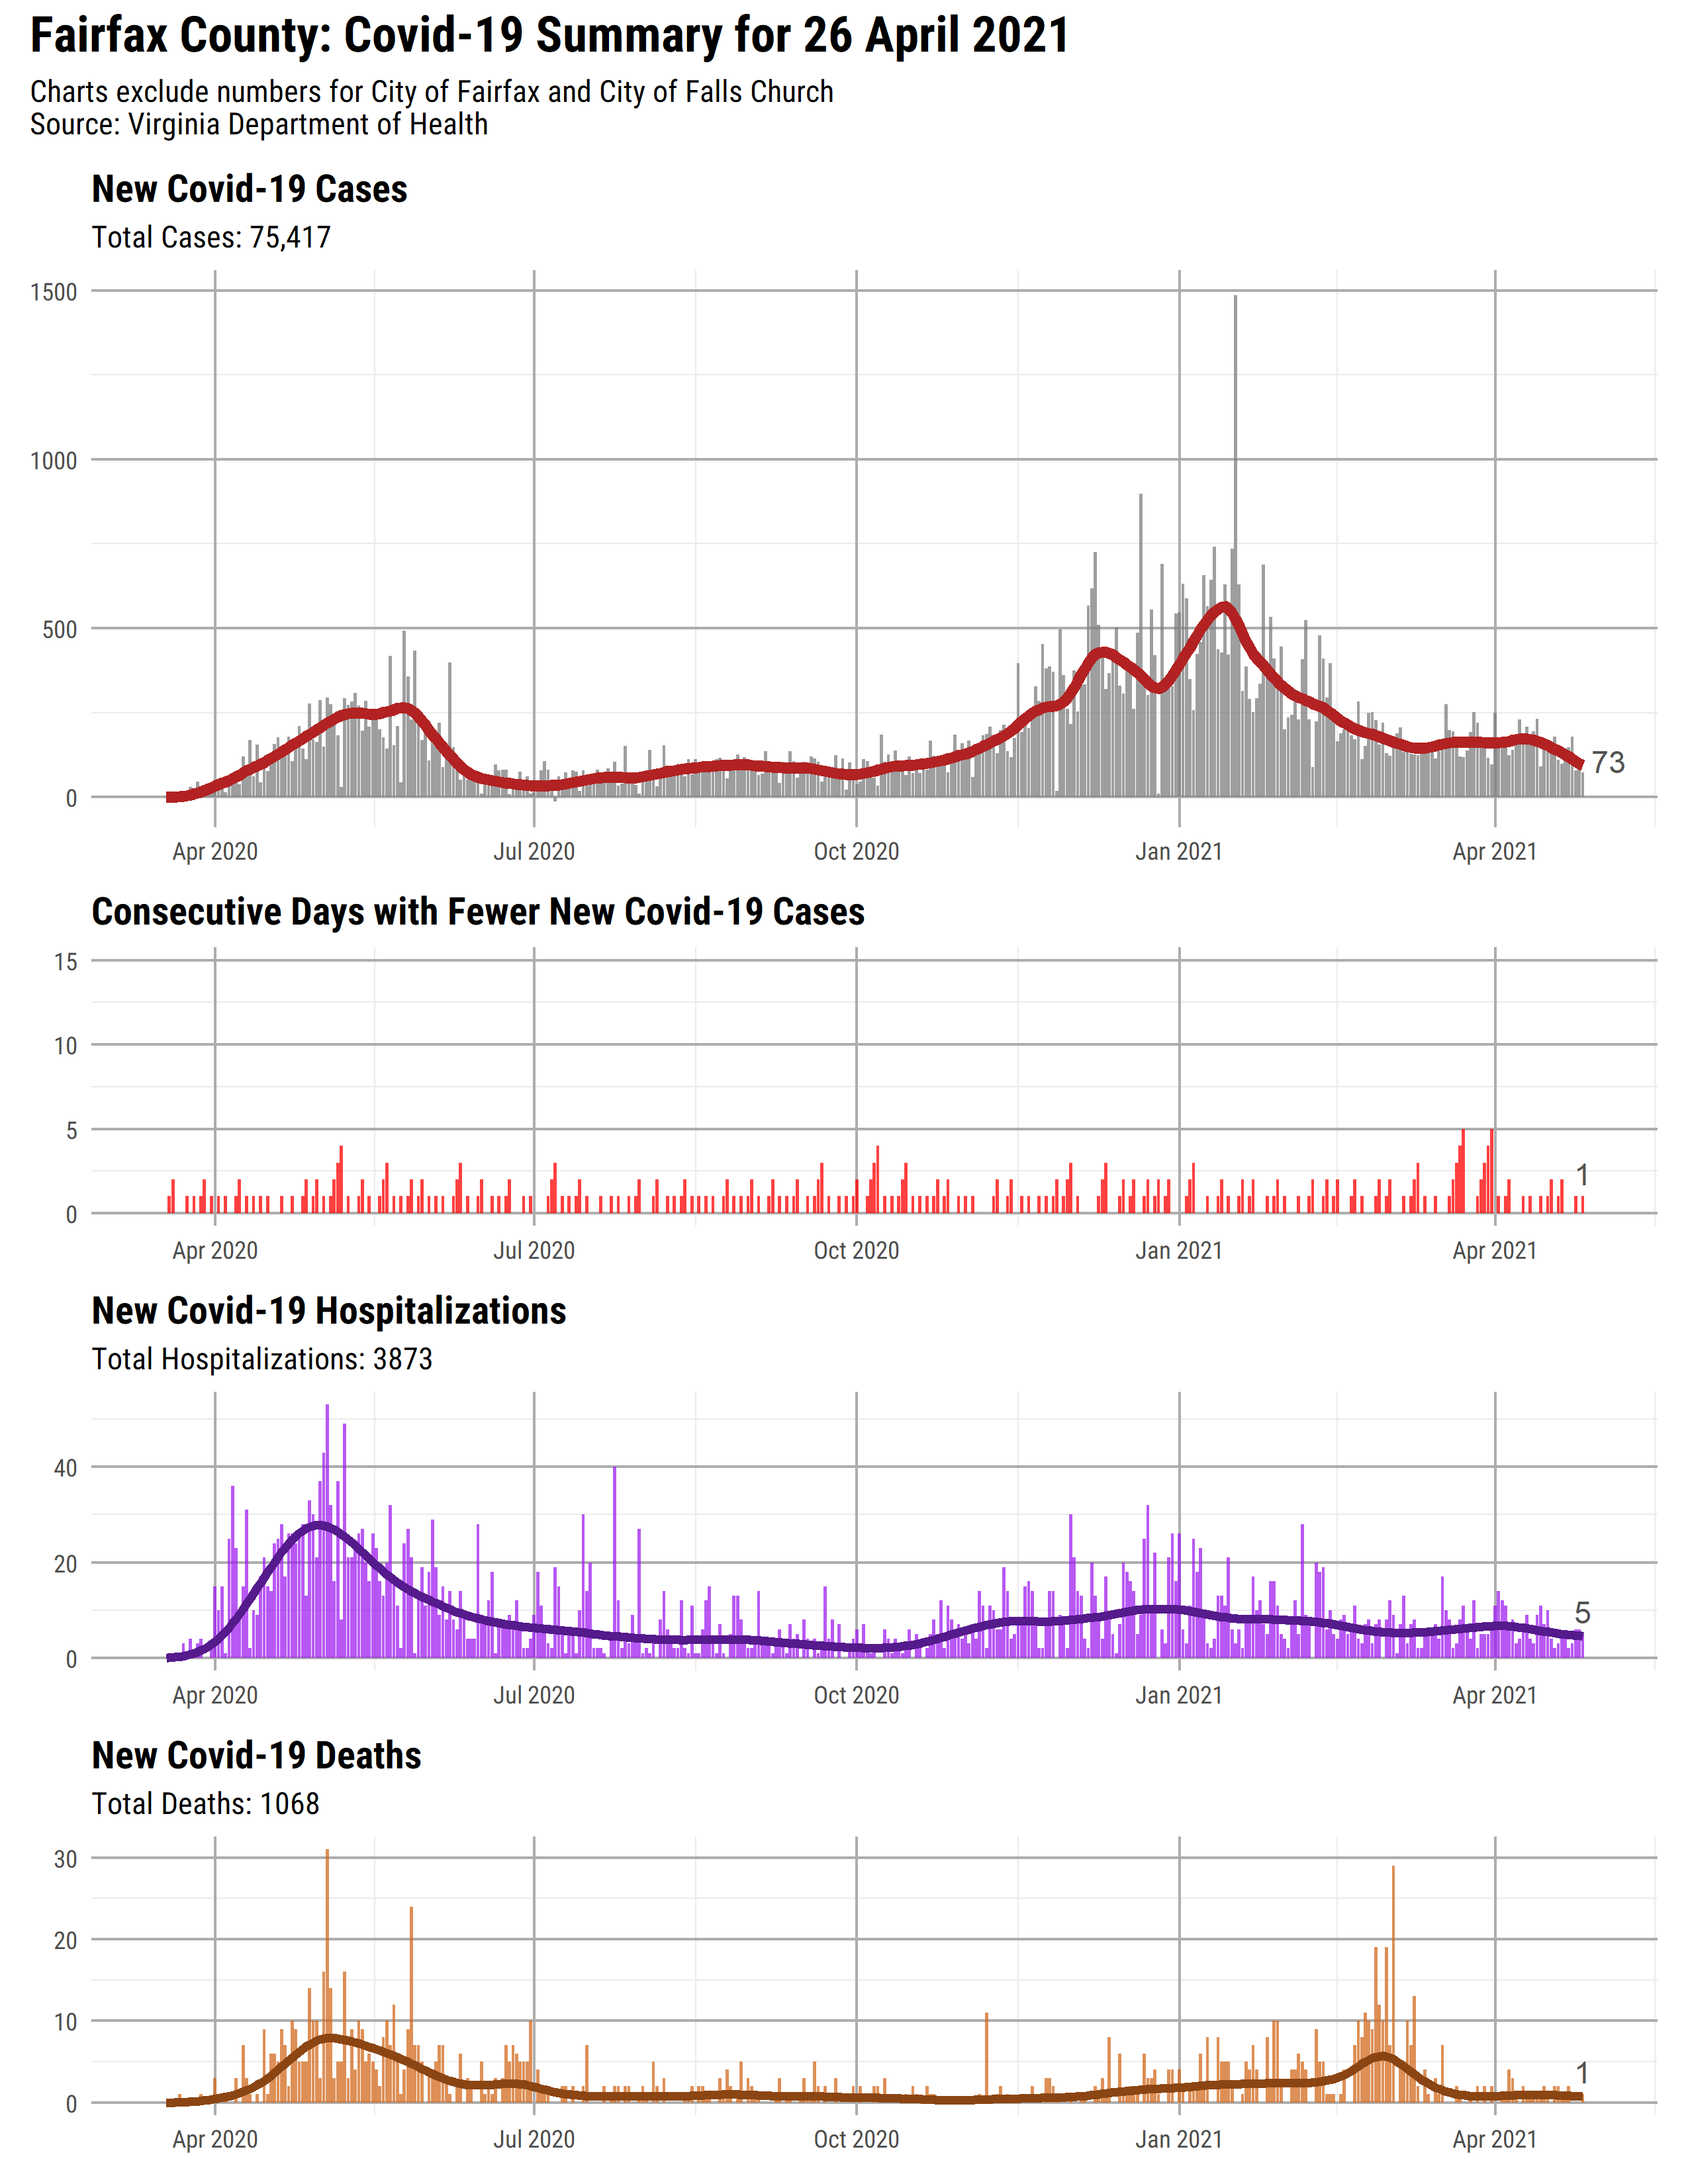 Fairfax County: Covid-19 Summary for 26 April 2021
Charts exclude numbers for City of Fairfax and City of Falls Church
Source: Virginia Department of Health
New Covid-19 Cases
Total Cases: 75,417
1500
1000
500
0
73
Apr 2020 Jul 2020 Oct 2020 Jan 2021 Apr 2021
Consecutive Days with Fewer New Covid-19 Cases
15
10
5
0
1
Apr 2020 Jul 2020 Oct 2020 Jan 2021 Apr 2021
New Covid-19 Hospitalizations
Total Hospitalizations: 3873
40
20
0
5
Apr 2020 Jul 2020 Oct 2020 Jan 2021 Apr 2021
New Covid-19 Deaths
Total Deaths: 1068
30
20
10
0
1
Apr 2020 Jul 2020 Oct 2020 Jan 2021 Apr 2021